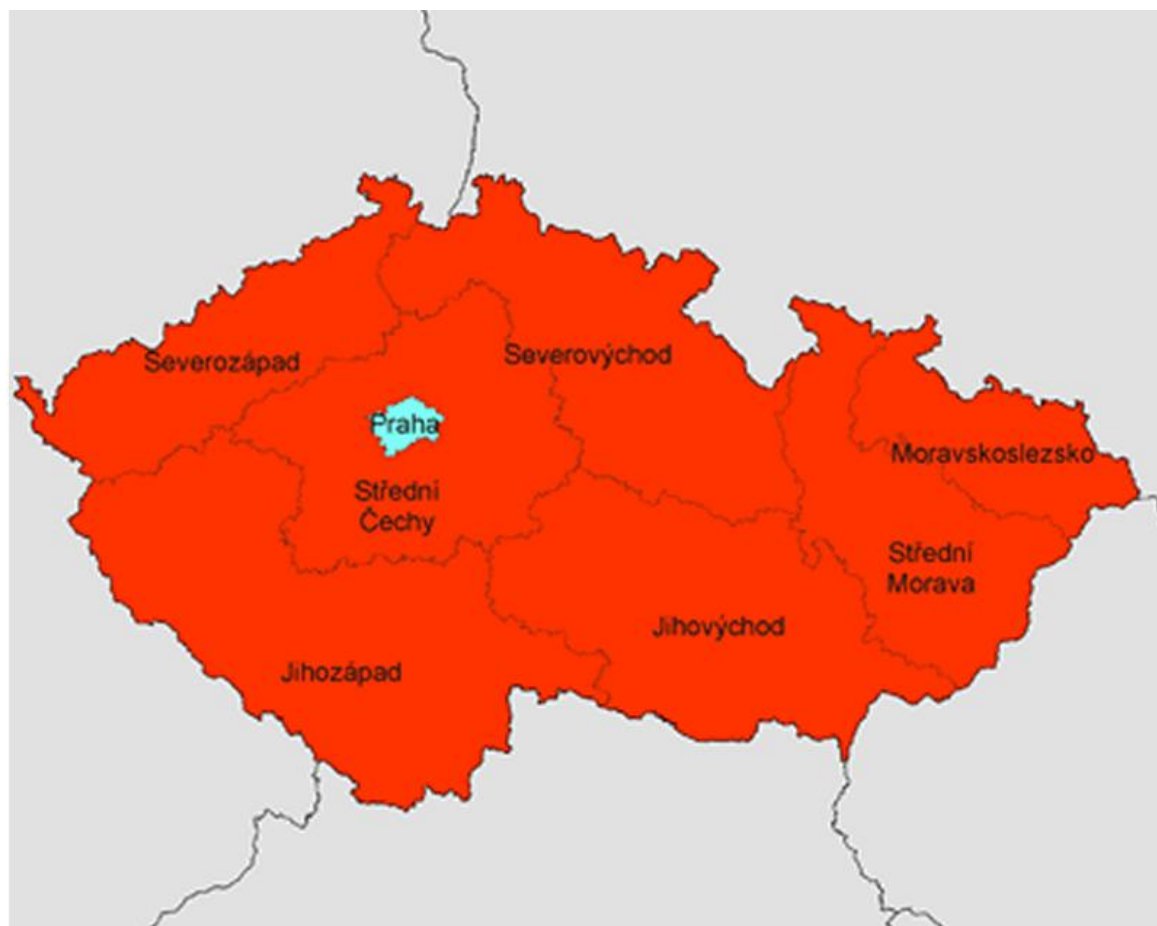 Severozápad
Severovýchod
Praha
Moravskoslezsko
Střední
Čechy
Střední
Morava
Jihovýchod
Jihozápad